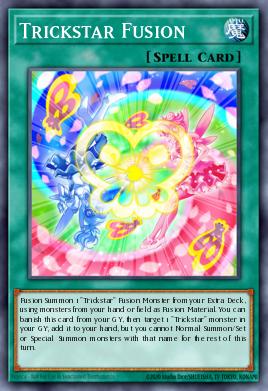 Trickstar Fusion
魔
[Spell Card]
Fusion Summon 1 "Trickstar" Fusion Monster from your Extra Deck,
using monsters from your hand or field as Fusion Material. You can
banish this card from your GY, then target 1 "Trickstar" monster in
your GY; add it to your hand, but you cannot Normal Summon/Set
or Special Summon monsters with that name for the rest of this
turn.